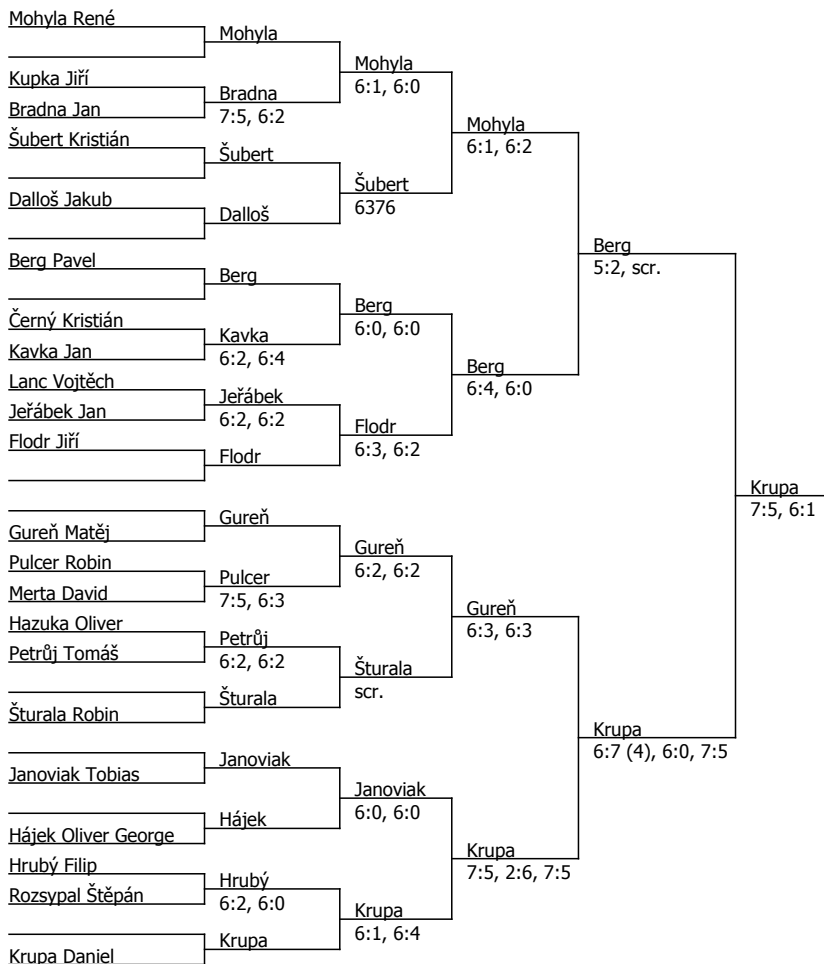 Mohyla René
Kupka Jiří
Bradna Jan
Šubert Kristián
Dalloš Jakub
Berg Pavel
Černý Kristián
Kavka Jan
Lanc Vojtěch
Jeřábek Jan
Flodr Jiří
Gureň Matěj
Pulcer Robin
Merta David
Hazuka Oliver
Petrůj Tomáš
Šturala Robin
Janoviak Tobias
Hájek Oliver George
Hrubý Filip
Rozsypal Štěpán
Krupa Daniel
Mohyla
Bradna
7:5, 6:2
Šubert
Dalloš
Berg
Kavka
6:2, 6:4
Jeřábek
6:2, 6:2
Flodr
Gureň
Pulcer
7:5, 6:3
Petrůj
6:2, 6:2
Šturala
Janoviak
Hájek
Hrubý
6:2, 6:0
Krupa
Mohyla
6:1, 6:0
Šubert
6376
Berg
6:0, 6:0
Flodr
6:3, 6:2
Gureň
6:2, 6:2
Šturala
scr.
Janoviak
6:0, 6:0
Krupa
6:1, 6:4
Mohyla
6:1, 6:2
Berg
6:4, 6:0
Gureň
6:3, 6:3
Krupa
7:5, 2:6, 7:5
Berg
5:2, scr.
Krupa
6:7 (4), 6:0, 7:5
Krupa
7:5, 6:1